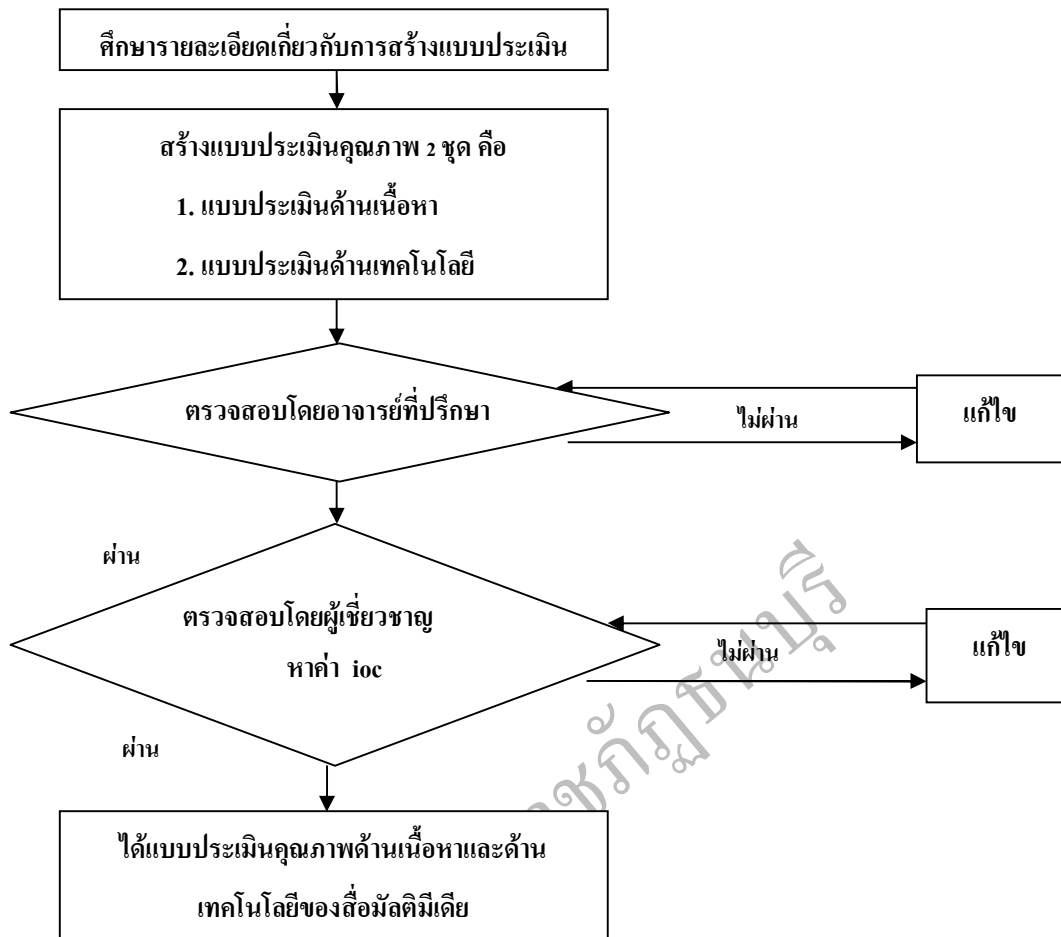 ศึกษารายละเอียดเกี่ยวกับการสร้างแบบประเมิน
สร้างแบบประเมินคุณภาพ 2 ชุด คือ
1. แบบประเมินด้านเนื้อหา
2. แบบประเมินด้านเทคโนโลยี
ตรวจสอบโดยอาจารย์ที่ปรึกษา
ไม่ผ่าน
แก้ไข
ผ่าน
ตรวจสอบโดยผู้เชี่ยวชาญ
หาค่า ioc
ไม่ผ่าน
แก้ไข
ผ่าน
ได้แบบประเมินคุณภาพด้านเนื้อหาและด้าน
เทคโนโลยีของสื่อมัลติมีเดีย